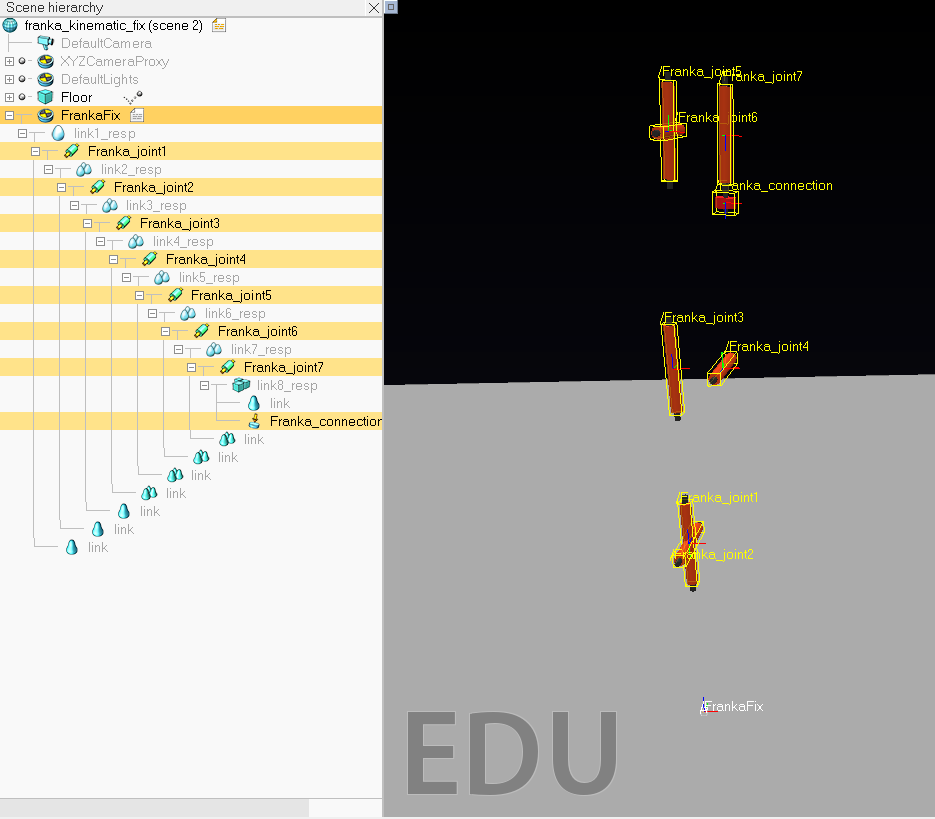 Scene hierarchy
franka_kinematic_fix (scene 2)
DefaultCamera
XYZCameraProxy
DefaultLights
Floor
FrankaFix
link1_resp
Franka_joint1
link2_resp
Franka_joint2
link3_resp
Franka_joint3
link4_resp
Franka_joint4
link5_resp
Franka_joint5
link6_resp
Franka_joint6
link7_resp
Franka_joint7
link8_resp
link
Franka_connection
link
link
link
link
link
link
link
/Franka_joint5
Franka_joint7
/Franka_joint6
Franka_connection
/Franka_joint3
/Franka_joint4
/Franka_joint1
/Franka_joint2
/FrankaFix
EDU